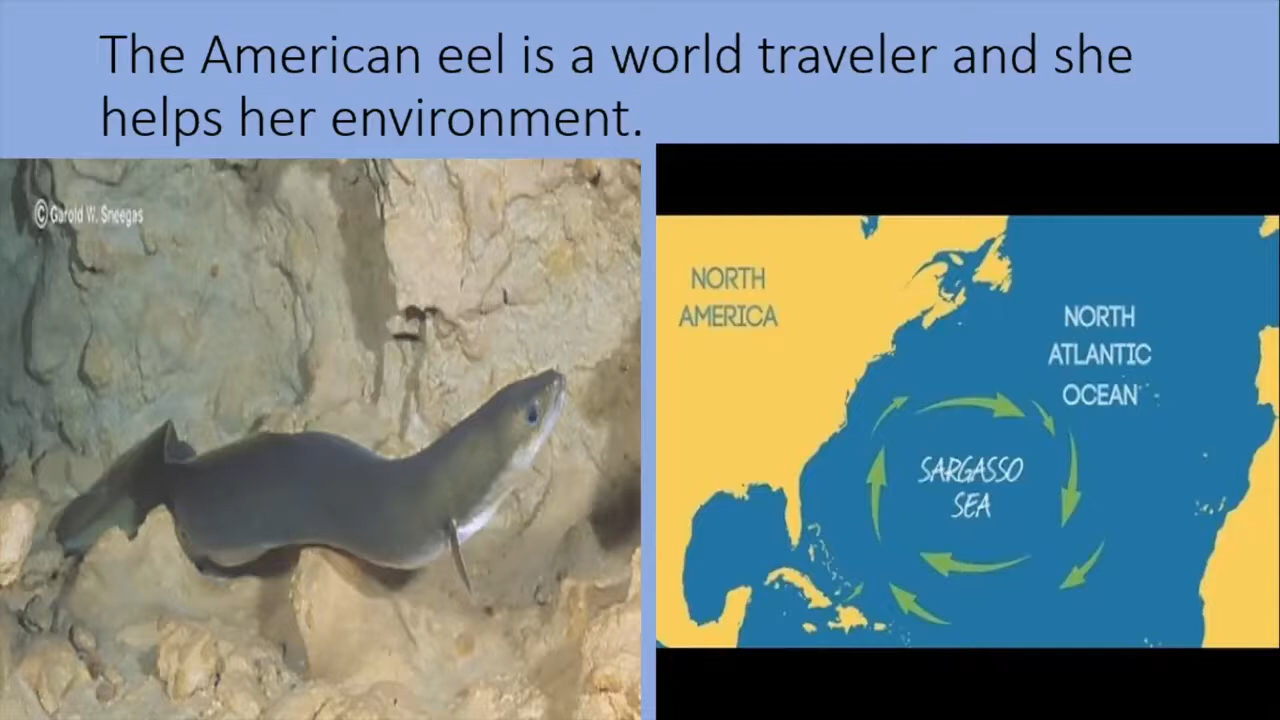 The American eel is a world traveler and she
helps her environment.
© Garold W. Sneegas
NORTH
AMERICA
NORTH
ATLANTIC
OCEAN
SARGASSO
SEA